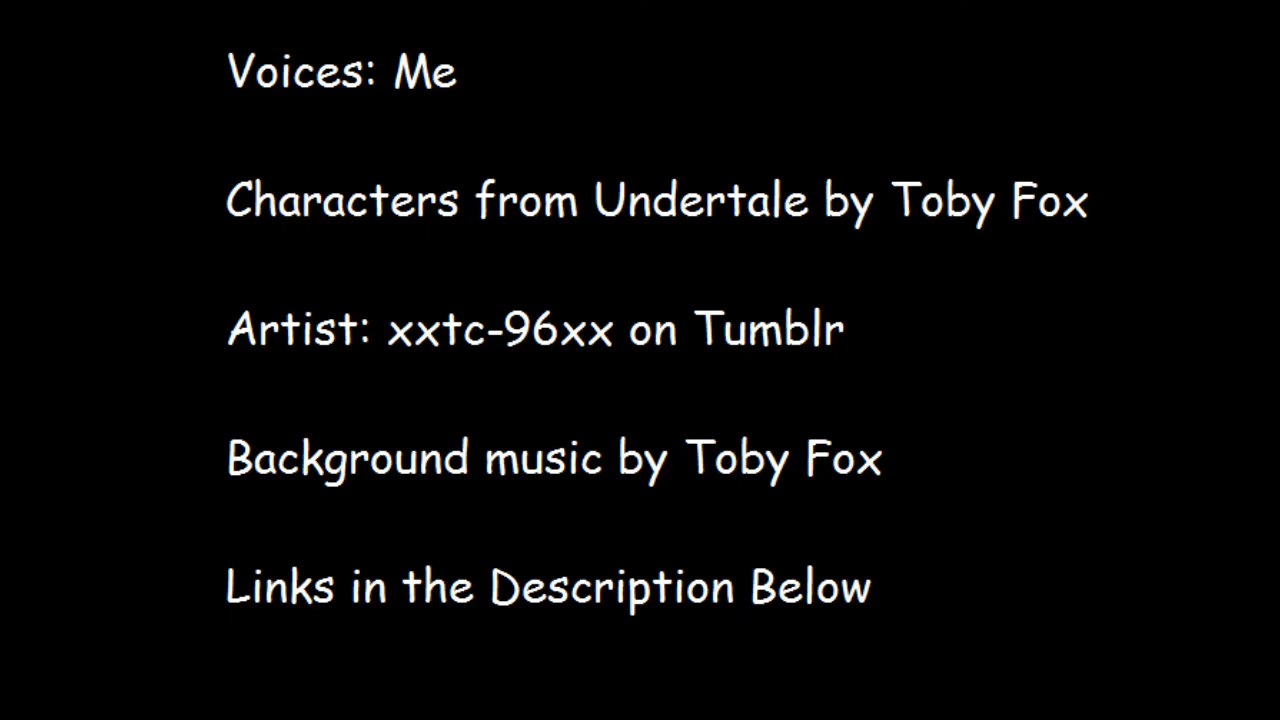 Voices: Me
Characters from Undertale by Toby Fox
Artist: xxtc-96xx on Tumblr
Background music by Toby Fox
Links in the Description Below